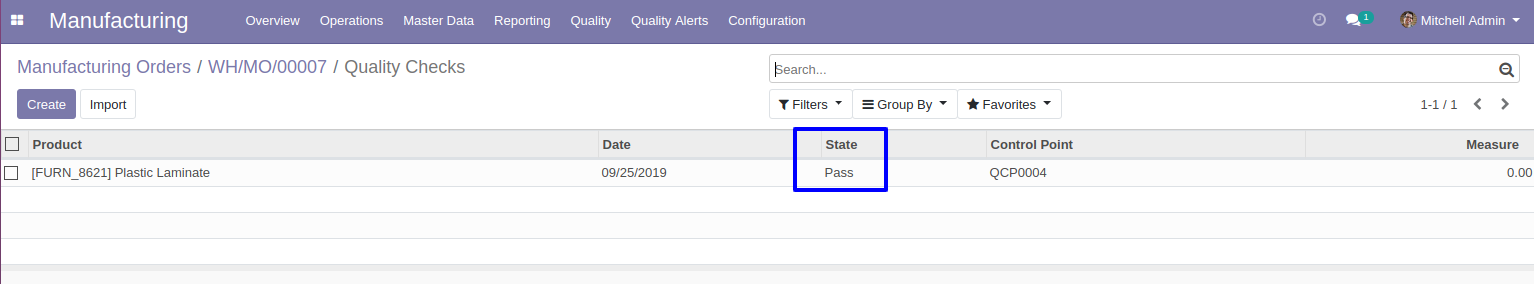 Manufacturing Overview Operations Master Data Reporting Quality Quality Alerts Configuration 1 Mitchell Admin
Manufacturing Orders / WH/MO/00007 / Quality Checks Search...
Create Import Filters Group By Favorites 1-1 / 1
Product Date State Control Point Measure
[FURN_8621] Plastic Laminate 09/25/2019 Pass QCP0004 0.00